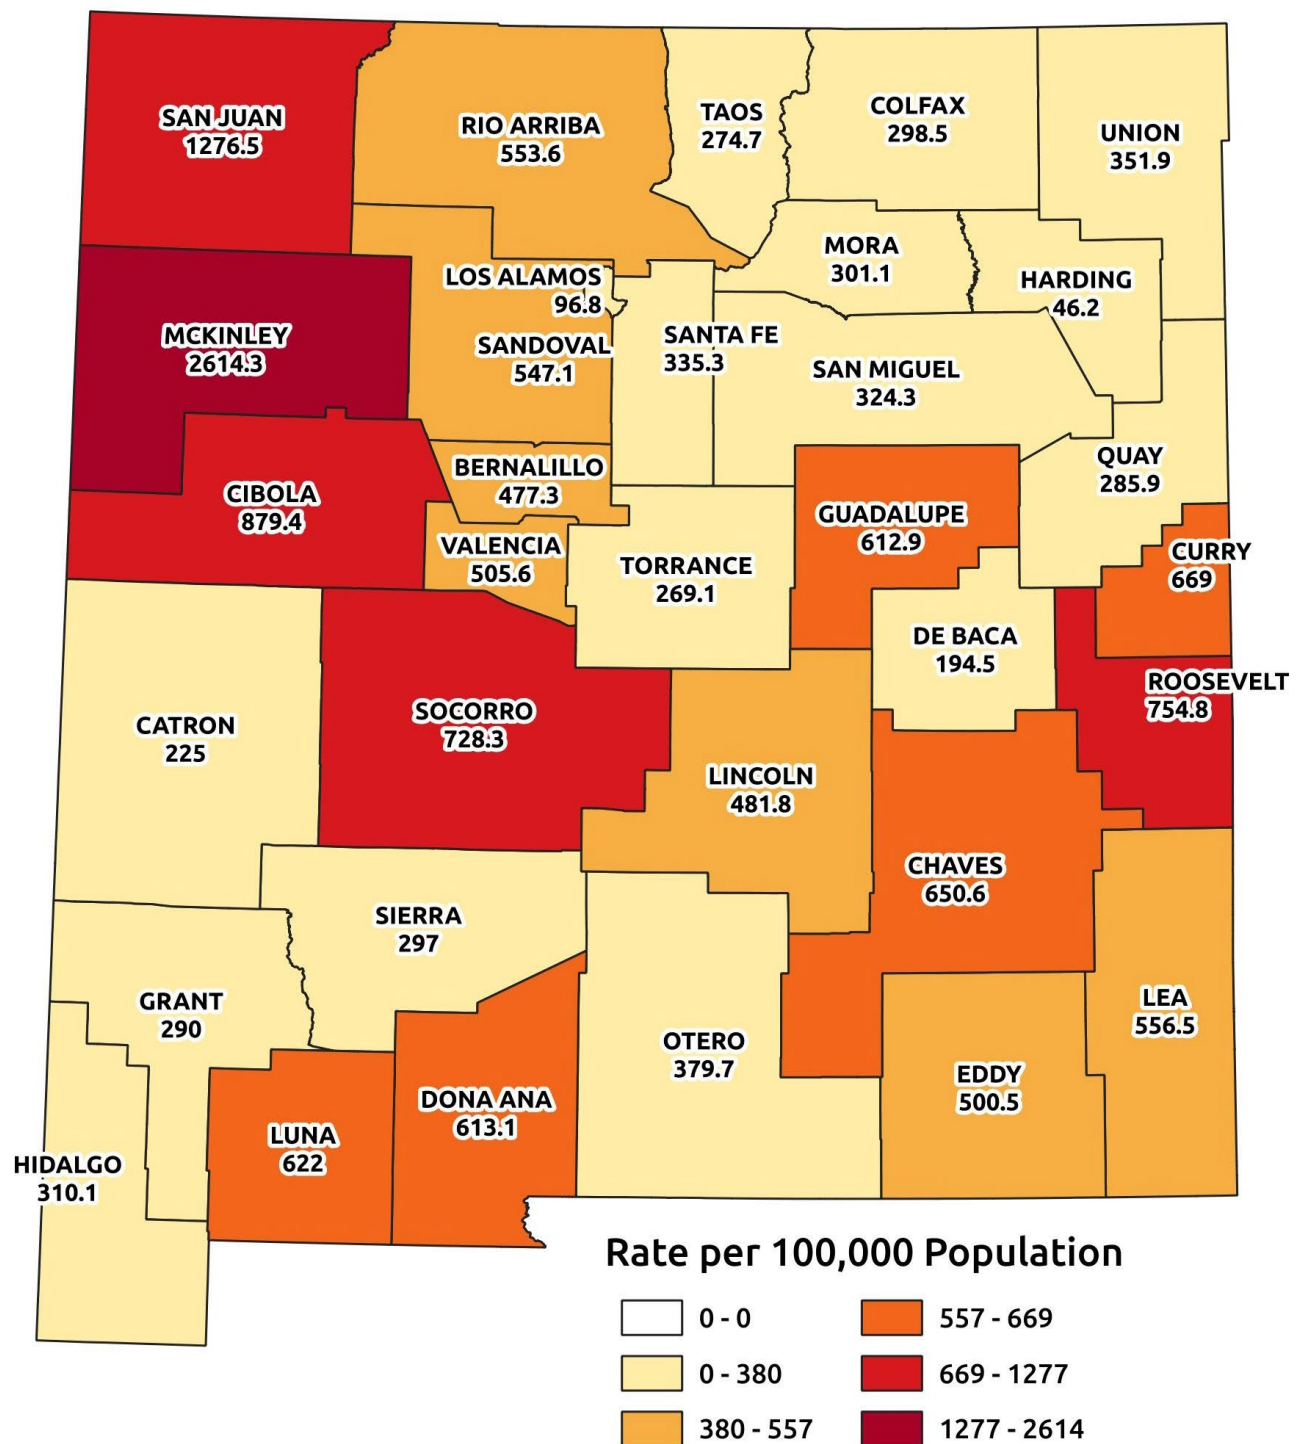 SAN JUAN
1276.5
RIO ARRIBA
553.6
TAOS
274.7
COLFAX
298.5
UNION
351.9
MORA
301.1
HARDING
46.2
LOS ALAMOS
96.8
MCKINLEY
2614.3
SANDOVAL
547.1
SANTA FE
335.3
SAN MIGUEL
324.3
QUAY
285.9
BERNALILLO
477.3
CIBOLA
879.4
GUADALUPE
612.9
CURRY
669
VALENCIA
505.6
TORRANCE
269.1
DE BACA
194.5
ROOSEVELT
754.8
CATRON
225
SOCORRO
728.3
LINCOLN
481.8
CHAVES
650.6
SIERRA
297
GRANT
290
LEA
556.5
OTERO
379.7
EDDY
500.5
DONA ANA
613.1
LUNA
622
HIDALGO
310.1
Rate per 100,000 Population
0 - 0
0 - 380
380 - 557
557 - 669
669 - 1277
1277 - 2614